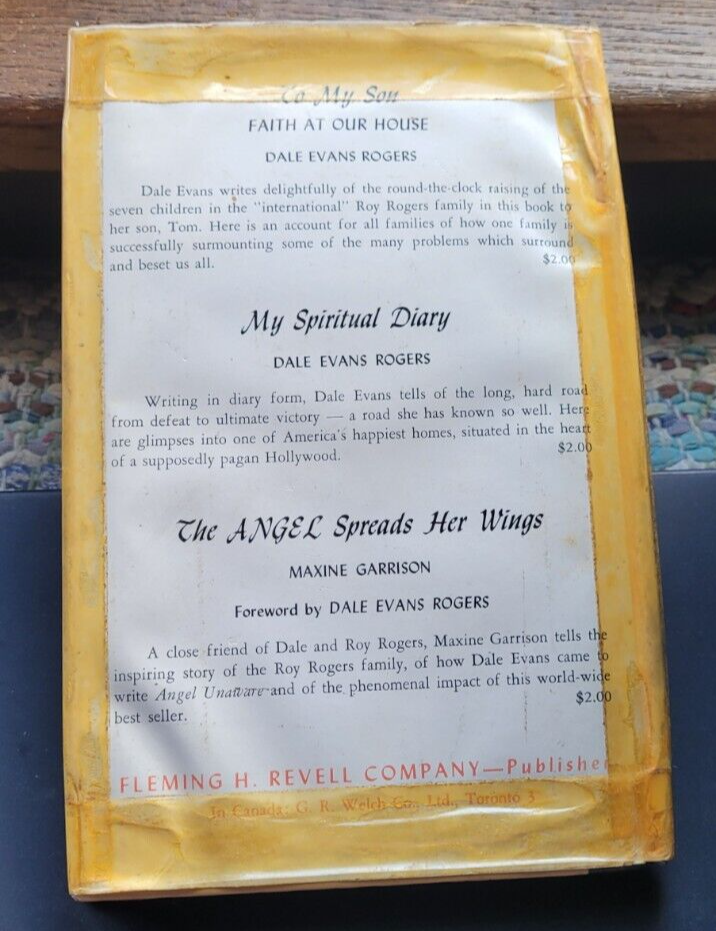 To My Son
FAITH AT OUR HOUSE
DALE EVANS ROGERS
Dale Evans writes delightfully of the round-the-clock raising of the
seven children in the "international" Roy Rogers family in this book to
her son, Tom. Here is an account for all families of how one family is
successfully surmounting some of the many problems which surround
and beset us all. $2.00
My Spiritual Diary
DALE EVANS ROGERS
Writing in diary form, Dale Evans tells of the long, hard road
from defeat to ultimate victory — a road she has known so well. Here
are glimpses into one of America's happiest homes, situated in the heart
of a supposedly pagan Hollywood. $2.00
The ANGEL Spreads Her Wings
MAXINE GARRISON
Foreword by DALE EVANS ROGERS
A close friend of Dale and Roy Rogers, Maxine Garrison tells the
inspiring story of the Roy Rogers family, of how Dale Evans came to
write Angel Unaware and of the phenomenal impact of this world-wide
best seller. $2.00
FLEMING H. REVELL COMPANY—Publisher
In Canada: G. R. Welch Co., Ltd., Toronto 3